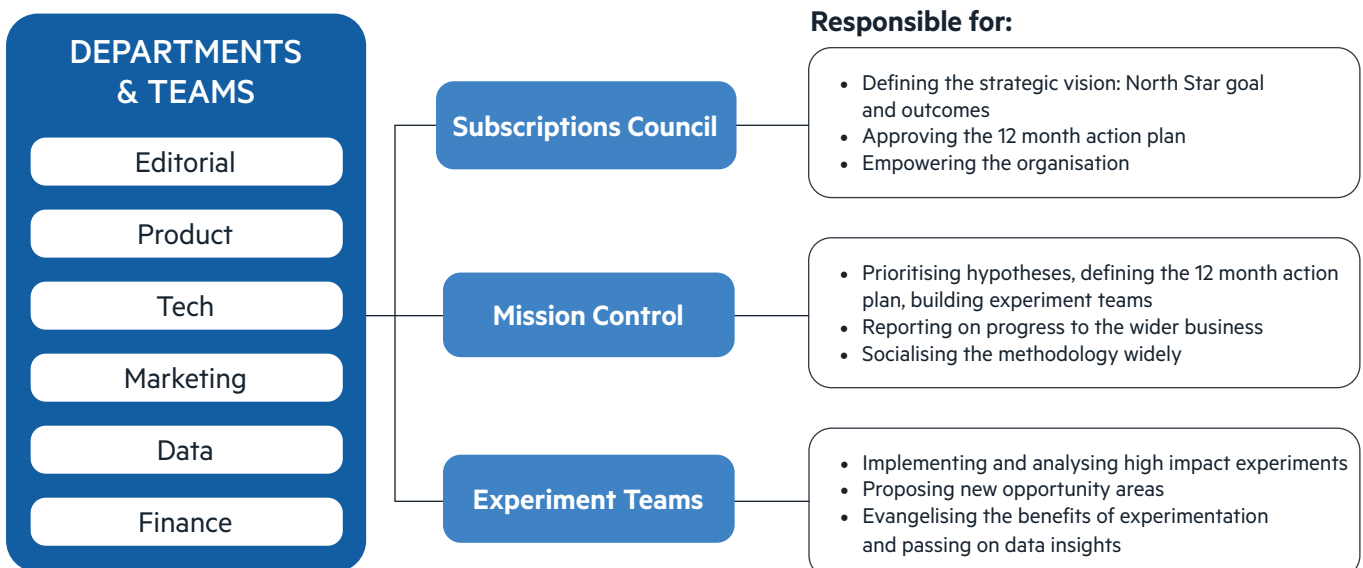 DEPARTMENTS
& TEAMS
Editorial
Product
Tech
Marketing
Data
Finance
Subscriptions Council
Mission Control
Experiment Teams
Responsible for:
• Defining the strategic vision: North Star goal
and outcomes
• Approving the 12 month action plan
• Empowering the organisation
• Prioritising hypotheses, defining the 12 month action
plan, building experiment teams
• Reporting on progress to the wider business
• Socialising the methodology widely
• Implementing and analysing high impact experiments
• Proposing new opportunity areas
• Evangelising the benefits of experimentation
and passing on data insights